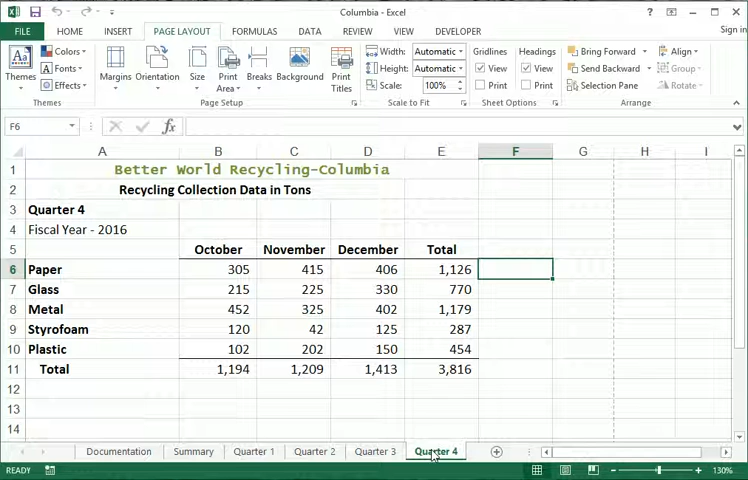 Columbia - Excel
FILE HOME INSERT PAGE LAYOUT FORMULAS DATA REVIEW VIEW DEVELOPER Sign in
Colors Width: Automatic Gridlines Headings Bring Forward Align
Fonts Height: Automatic View View Send Backward Group
Themes Effects Margins Orientation Size Print Area Breaks Background Print Titles Scale: 100% Print Print Selection Pane Rotate
Themes Page Setup Scale to Fit Sheet Options Arrange
F6 fx
A B C D E F G H I
1 Better World Recycling-Columbia
2 Recycling Collection Data in Tons
3 Quarter 4
4 Fiscal Year - 2016
5 October November December Total
6 Paper 305 415 406 1,126
7 Glass 215 225 330 770
8 Metal 452 325 402 1,179
9 Styrofoam 120 42 125 287
10 Plastic 102 202 150 454
11 Total 1,194 1,209 1,413 3,816
12
13
14
Documentation Summary Quarter 1 Quarter 2 Quarter 3 Quarter 4
READY 130%